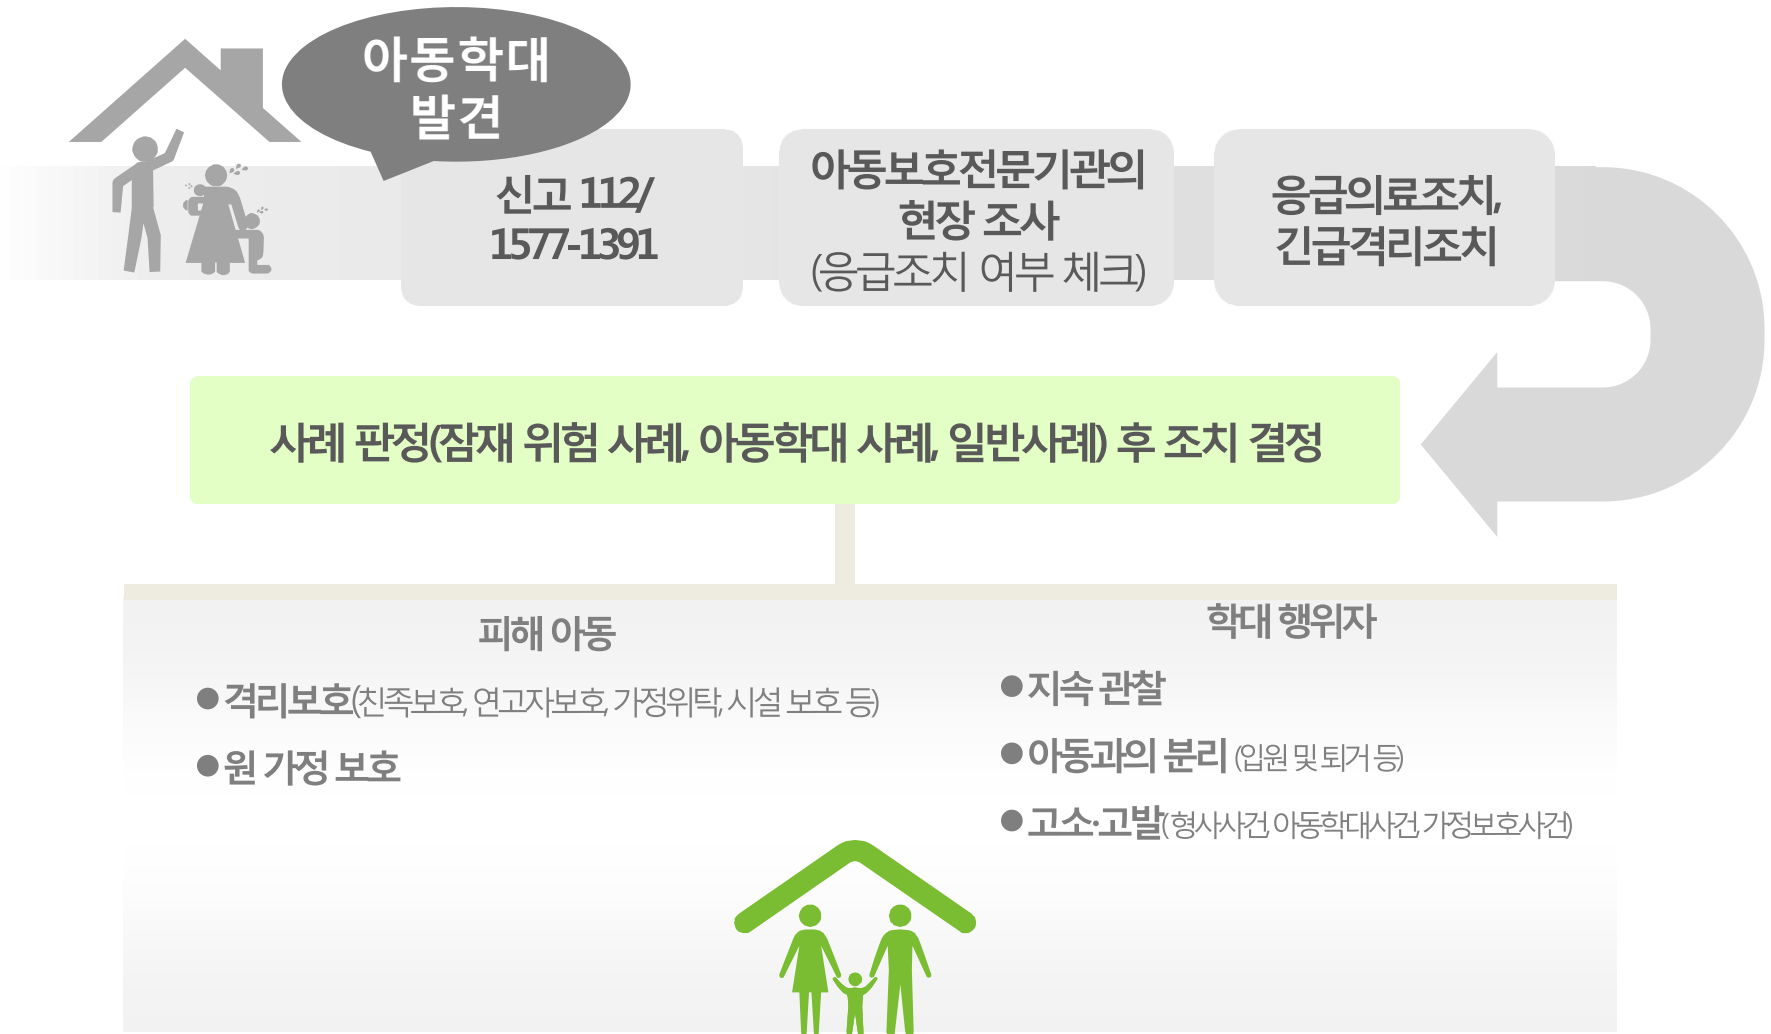 아동학대
발견
신고 112/
1577-1391
아동보호전문기관의
현장 조사
(응급조치 여부 체크)
응급의료조치,
긴급격리조치
사례 판정(잠재 위험 사례, 아동학대 사례, 일반사례) 후 조치 결정
피해 아동
● 격리보호(친족보호, 연고자보호, 가정위탁, 시설 보호 등)
● 원 가정 보호
학대 행위자
● 지속 관찰
● 아동과의 분리 (입원 및 퇴거 등)
● 고소·고발( 형사사건, 아동학대사건, 가정보호사건)